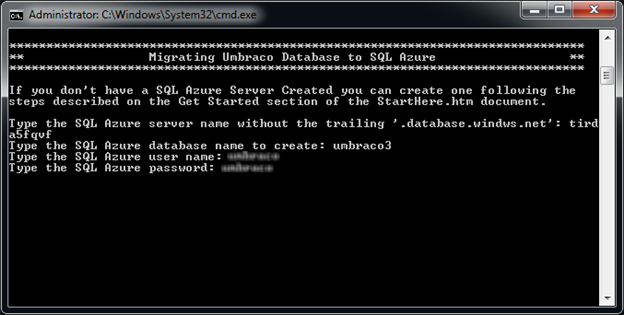 Administrator: C:\Windows\System32\cmd.exe
****************************************************************************
** Migrating Umbraco Database to SQL Azure **
****************************************************************************
If you don't have a SQL Azure Server Created you can create one following the
steps described on the Get Started section of the StartHere.htm document.
Type the SQL Azure server name without the trailing '.database.windws.net': tird
a5fqvf
Type the SQL Azure database name to create: umbraco3
Type the SQL Azure user name:
Type the SQL Azure password: